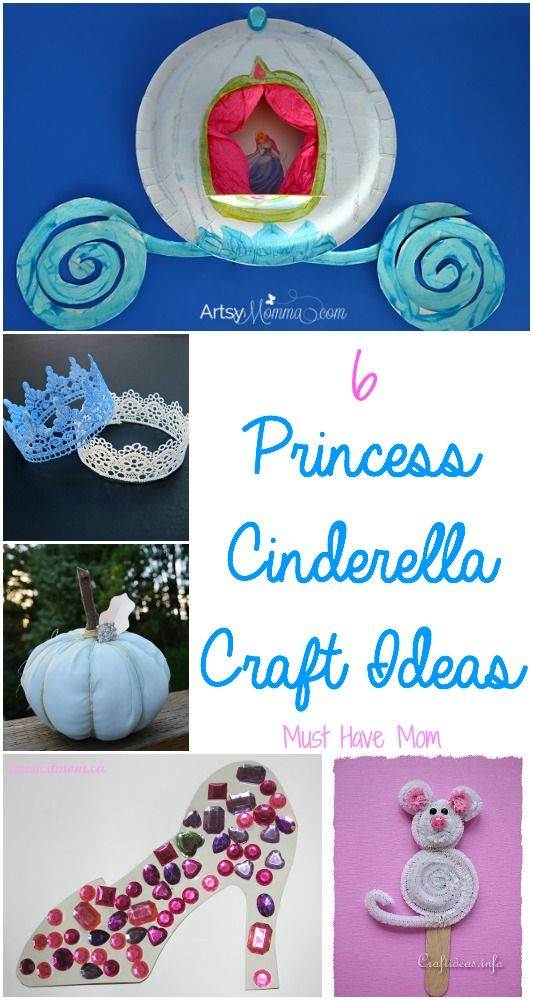 ArtsyMomma.com
6
Princess
Cinderella
Craft Ideas
Must Have Mom
www.itmom.ca
Craftideas.info